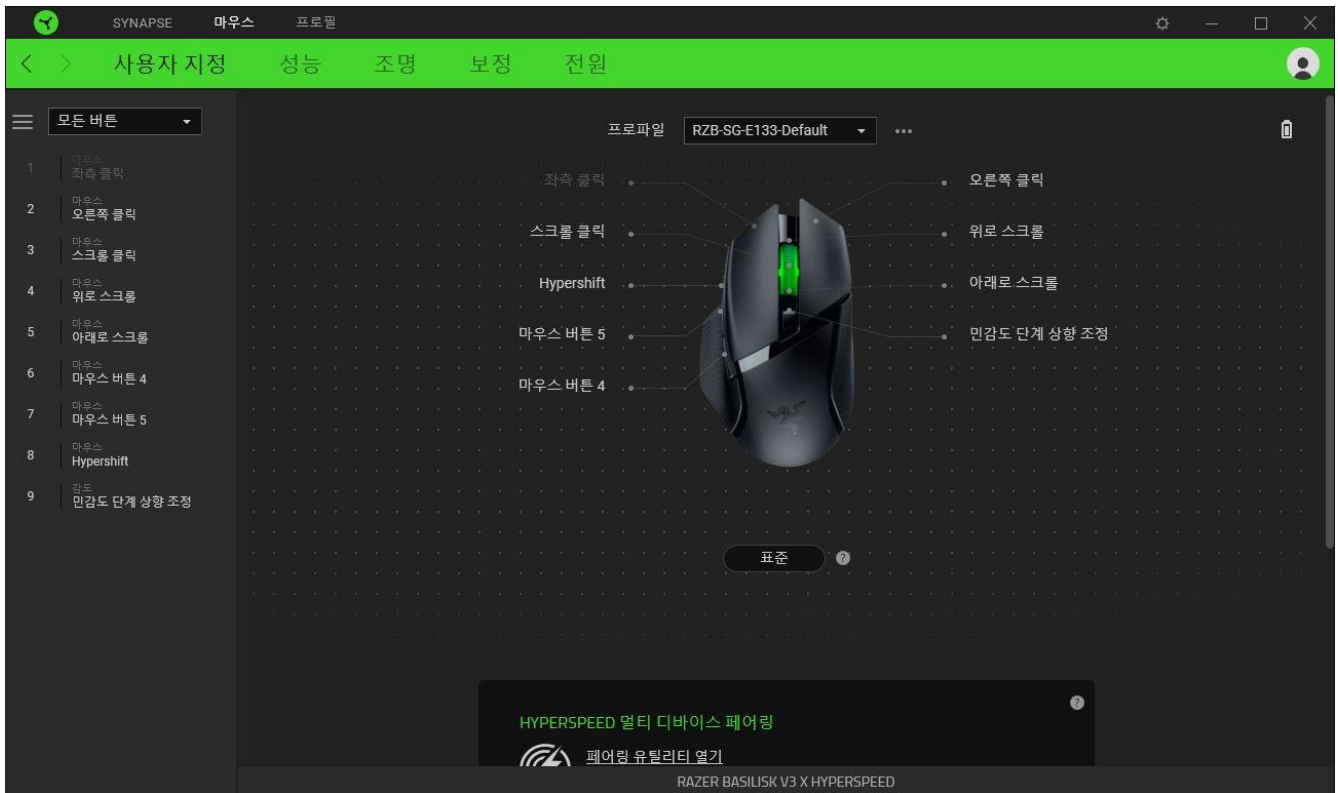 SYNAPSE 마우스 프로필
사용자 지정 성능 조명 보정 전원
모든 버튼
1 마우스
좌측 클릭
2 마우스
오른쪽 클릭
3 마우스
스크롤 클릭
4 마우스
위로 스크롤
5 마우스
아래로 스크롤
6 마우스
마우스 버튼 4
7 마우스
마우스 버튼 5
8 마우스
Hypershift
9 감도
민감도 단계 상향 조정
프로파일 RZB-SG-E133-Default
좌측 클릭
스크롤 클릭
Hypershift
마우스 버튼 5
마우스 버튼 4
오른쪽 클릭
위로 스크롤
아래로 스크롤
민감도 단계 상향 조정
표준 ?
?
HYPERSPEED 멀티 디바이스 페어링
페어링 유틸리티 열기
RAZER BASILISK V3 X HYPERSPEED